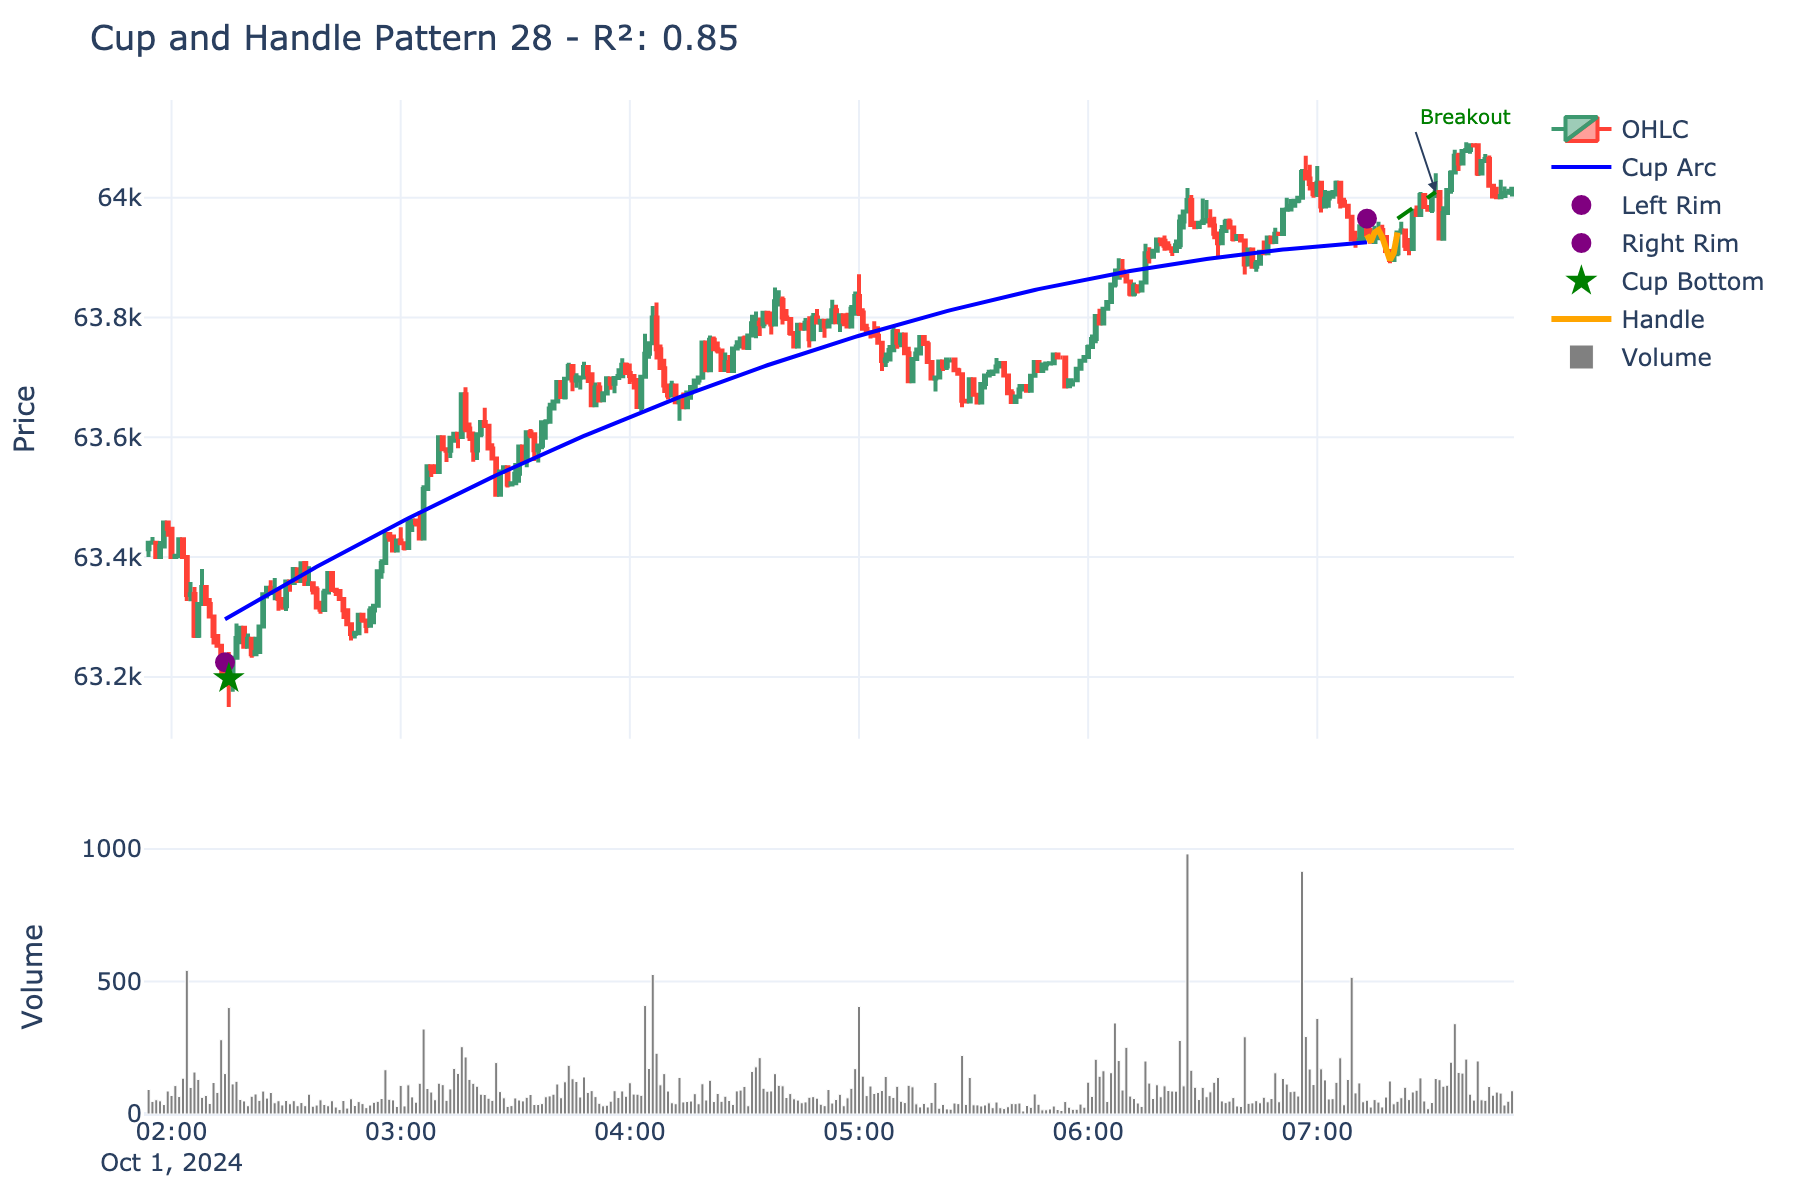 Cup and Handle Pattern 28 - R²: 0.85
Breakout
OHLC
Cup Arc
Left Rim
Right Rim
Cup Bottom
Handle
Volume
Price
64k
63.8k
63.6k
63.4k
63.2k
Volume
1000
500
0
02:00 03:00 04:00 05:00 06:00 07:00
Oct 1, 2024